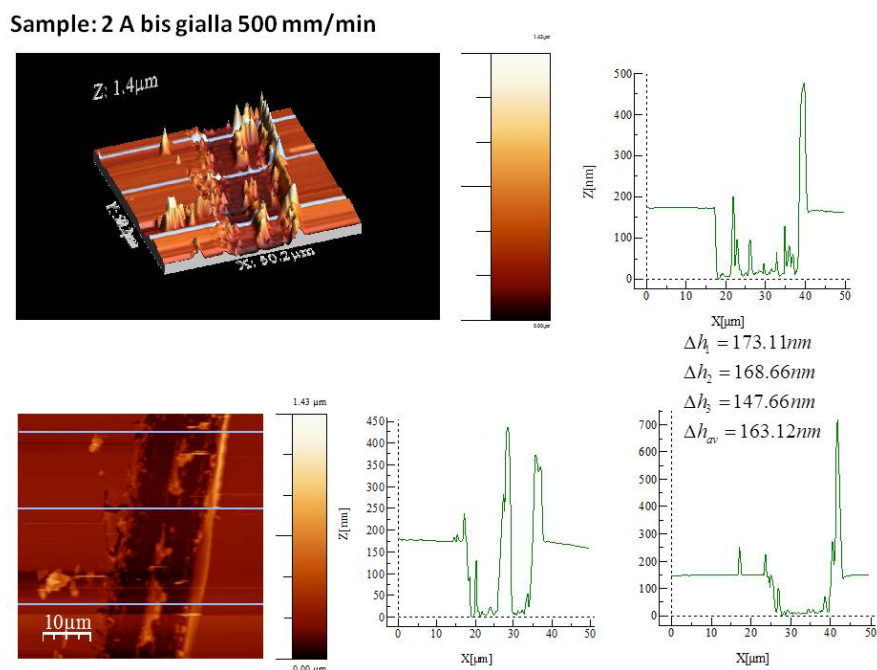 Sample: 2 A bis gialla 500 mm/min
Z: 1.4µm
X: 50.2µm
1.43µm
0.00µm
Z[nm]
500
400
300
200
100
0
0 10 20 30 40 50
X[µm]
Δh₁ = 173.11nm
Δh₂ = 168.66nm
Δh₃ = 147.66nm
Δhav = 163.12nm
10µm
1.43 µm
0.00 µm
Z[nm]
450
400
350
300
250
200
150
100
50
0
0 10 20 30 40 50
X[µm]
700
600
500
400
300
200
100
0
0 10 20 30 40 50
X[µm]